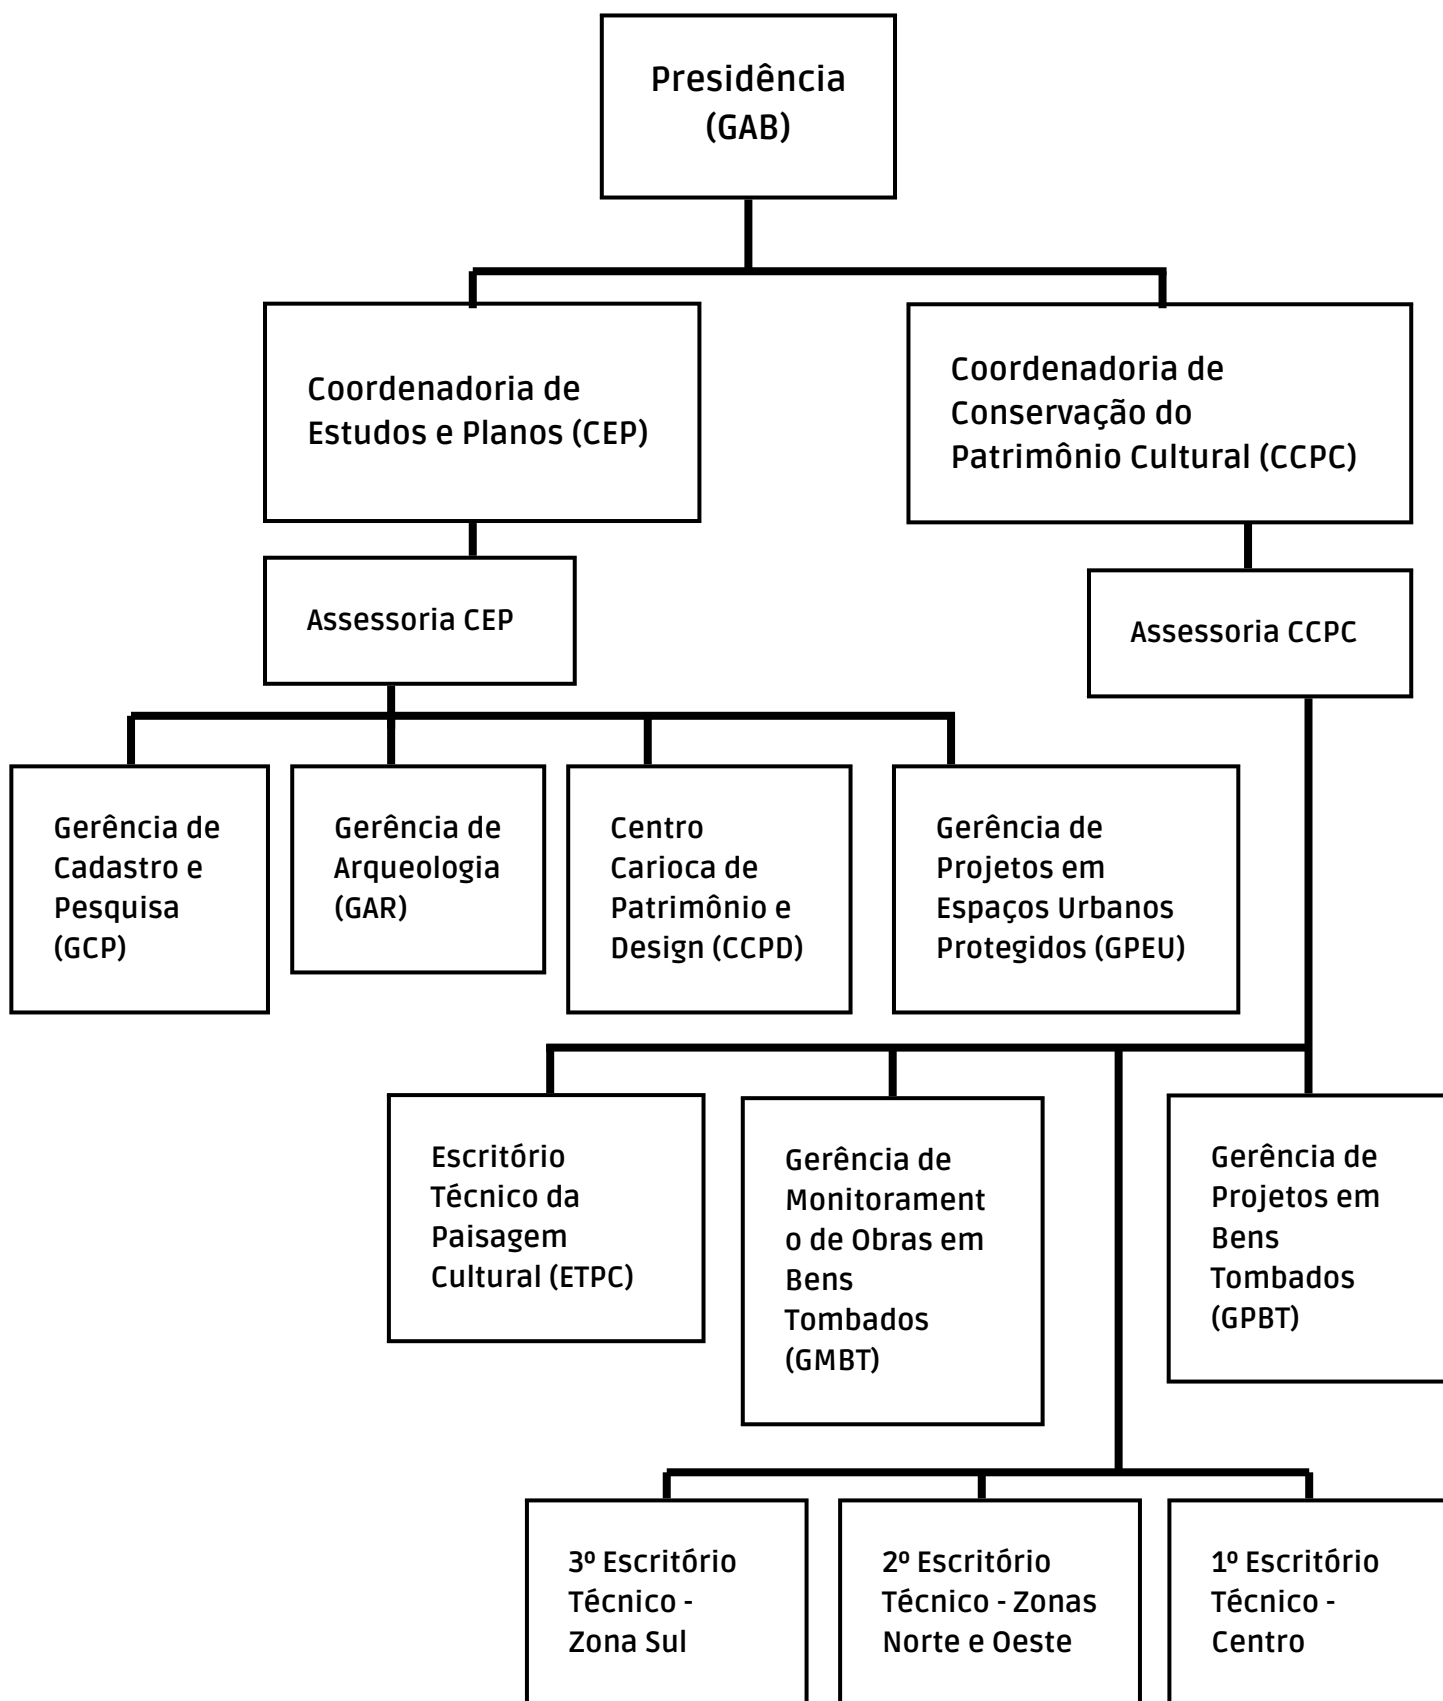 Presidência
(GAB)
Coordenadoria de
Estudos e Planos (CEP)
Coordenadoria de
Conservação do
Patrimônio Cultural (CCPC)
Assessoria CEP
Assessoria CCPC
Gerência de
Cadastro e
Pesquisa
(GCP)
Gerência de
Arqueologia
(GAR)
Centro
Carioca de
Patrimônio e
Design (CCPD)
Gerência de
Projetos em
Espaços Urbanos
Protegidos (GPEU)
Escritório
Técnico da
Paisagem
Cultural (ETPC)
Gerência de
Monitorament
o de Obras em
Bens
Tombados
(GMBT)
Gerência de
Projetos em
Bens
Tombados
(GPBT)
3º Escritório
Técnico -
Zona Sul
2º Escritório
Técnico - Zonas
Norte e Oeste
1º Escritório
Técnico -
Centro